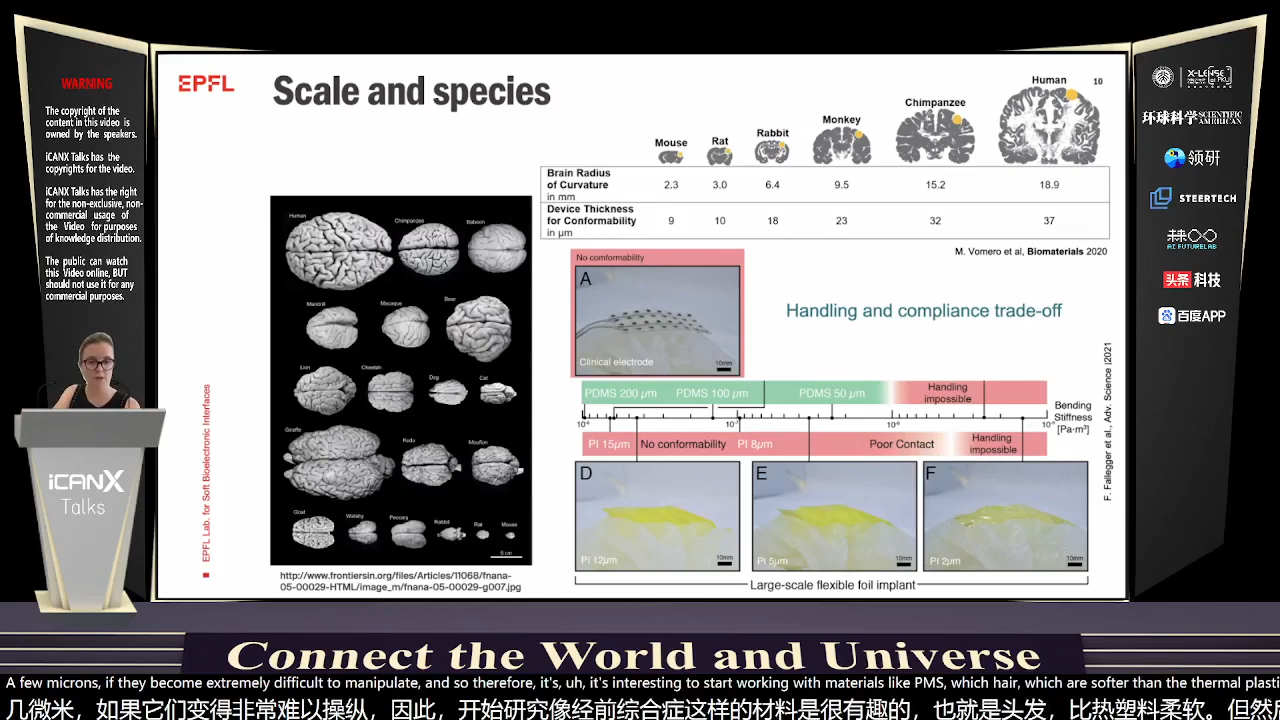 WARNING
The copyright of the
content in this video is
owned by the speakers.
iCANX Talks has the
copyrights for the video.
iCANX Talks has the right
for the non-exclusive, non-
commercial usage of
the Video for purposes
of knowledge distribution.
The public can watch
this Video online, BUT
should not use it for any
commercial purposes.
iCANX
Talks
EPFL
Scale and species
10
EPFL Lab. for Soft Bioelectronic Interfaces
Human
Chimpanzee
Baboon
Mandrill
Macaque
Bear
Lion
Cheetah
Dog
Cat
Giraffe
Kudu
Mouflon
Goat
Wallaby
Peccary
Rabbit
Rat
Mouse
5 cm
http://www.frontiersin.org/files/Articles/11068/fnana-
05-00029-HTML/image_m/fnana-05-00029-g007.jpg
Mouse Rat Rabbit Monkey Chimpanzee Human
Brain Radius
of Curvature
in mm
2.3 3.0 6.4 9.5 15.2 18.9
Device Thickness
for Conformability
in µm
9 10 18 23 32 37
M. Vomero et al, Biomaterials 2020
No comformability
A
Clinical electrode
10mm
Handling and compliance trade-off
PDMS 200 µm PDMS 100 µm PDMS 50 µm Handling
impossible
Bending
Stiffness
[Pa·m³]
PI 15µm No conformability PI 8µm Poor Contact Handling
impossible
D
PI 12µm
10mm
E
PI 5µm
10mm
F
PI 2µm
10mm
Large-scale flexible foil implant
F. Fallegger et al., Adv. Science 2021
X-LENSE
环球科学 SCIENTIFIC AMERICAN
领研
STEERTECH
AI FUTURELAB
头条科技
百度APP
Connect the World and Universe
A few microns, if they become extremely difficult to manipulate, and so therefore, it's, uh, it's interesting to start working with materials like PMS, which hair, which are softer than the thermal plasti
几微米，如果它们变得非常难以操纵，因此，开始研究像经前综合症这样的材料是很有趣的，也就是头发，比热塑料柔软。但然